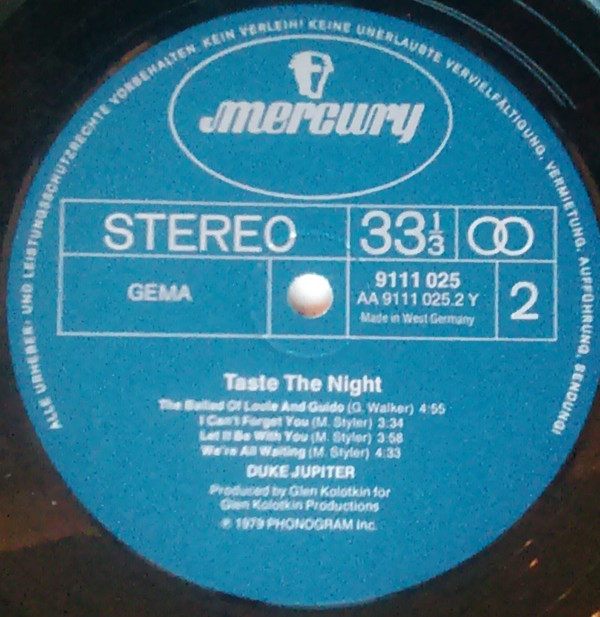 ALLE URHEBER- UND LEISTUNGSSCHUTZRECHTE VORBEHALTEN. KEIN VERLEIH! KEINE UNERLAUBTE VERVIELFÄLTIGUNG, VERMIETUNG, AUFFÜHRUNG, SENDUNG!
mercury
STEREO 33 1/3
GEMA
9111 025
AA 9111 025.2 Y
Made in West Germany
2
Taste The Night
The Ballad Of Louie And Guido (G. Walker) 4:55
I Can't Forget You (M. Styler) 3:34
Let It Be With You (M. Styler) 3:58
We're All Waiting (M. Styler) 4:33
DUKE JUPITER
Produced by Glen Kolotkin for
Glen Kolotkin Productions
℗ 1979 PHONOGRAM Inc.